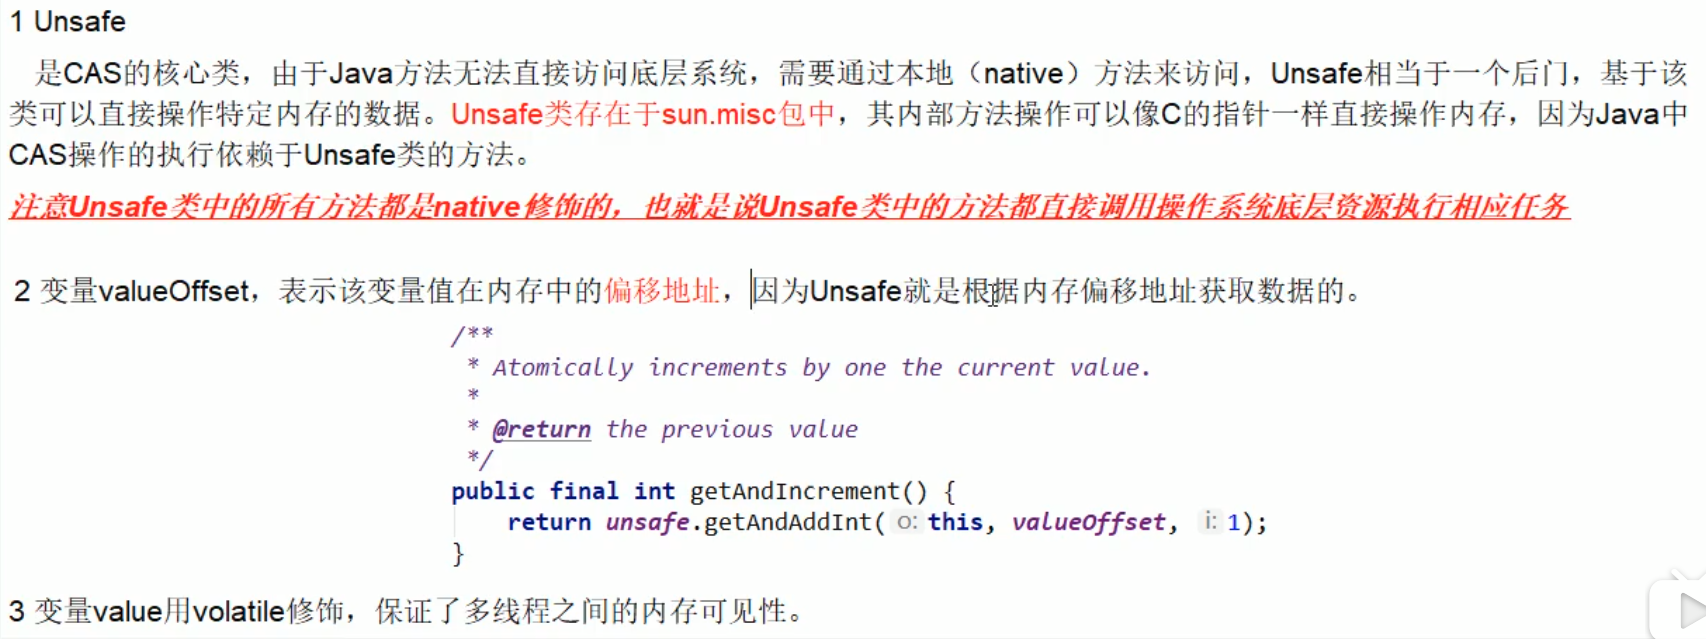 1 Unsafe
是CAS的核心类，由于Java方法无法直接访问底层系统，需要通过本地（native）方法来访问，Unsafe相当于一个后门，基于该
类可以直接操作特定内存的数据。Unsafe类存在于sun.misc包中，其内部方法操作可以像C的指针一样直接操作内存，因为Java中
CAS操作的执行依赖于Unsafe类的方法。
注意Unsafe类中的所有方法都是native修饰的，也就是说Unsafe类中的方法都直接调用操作系统底层资源执行相应任务
2 变量valueOffset，表示该变量值在内存中的偏移地址，因为Unsafe就是根据内存偏移地址获取数据的。
/**
* Atomically increments by one the current value.
*
* @return the previous value
*/
public final int getAndIncrement() {
return unsafe.getAndAddInt( o: this, valueOffset, i: 1);
}
3 变量value用volatile修饰，保证了多线程之间的内存可见性。